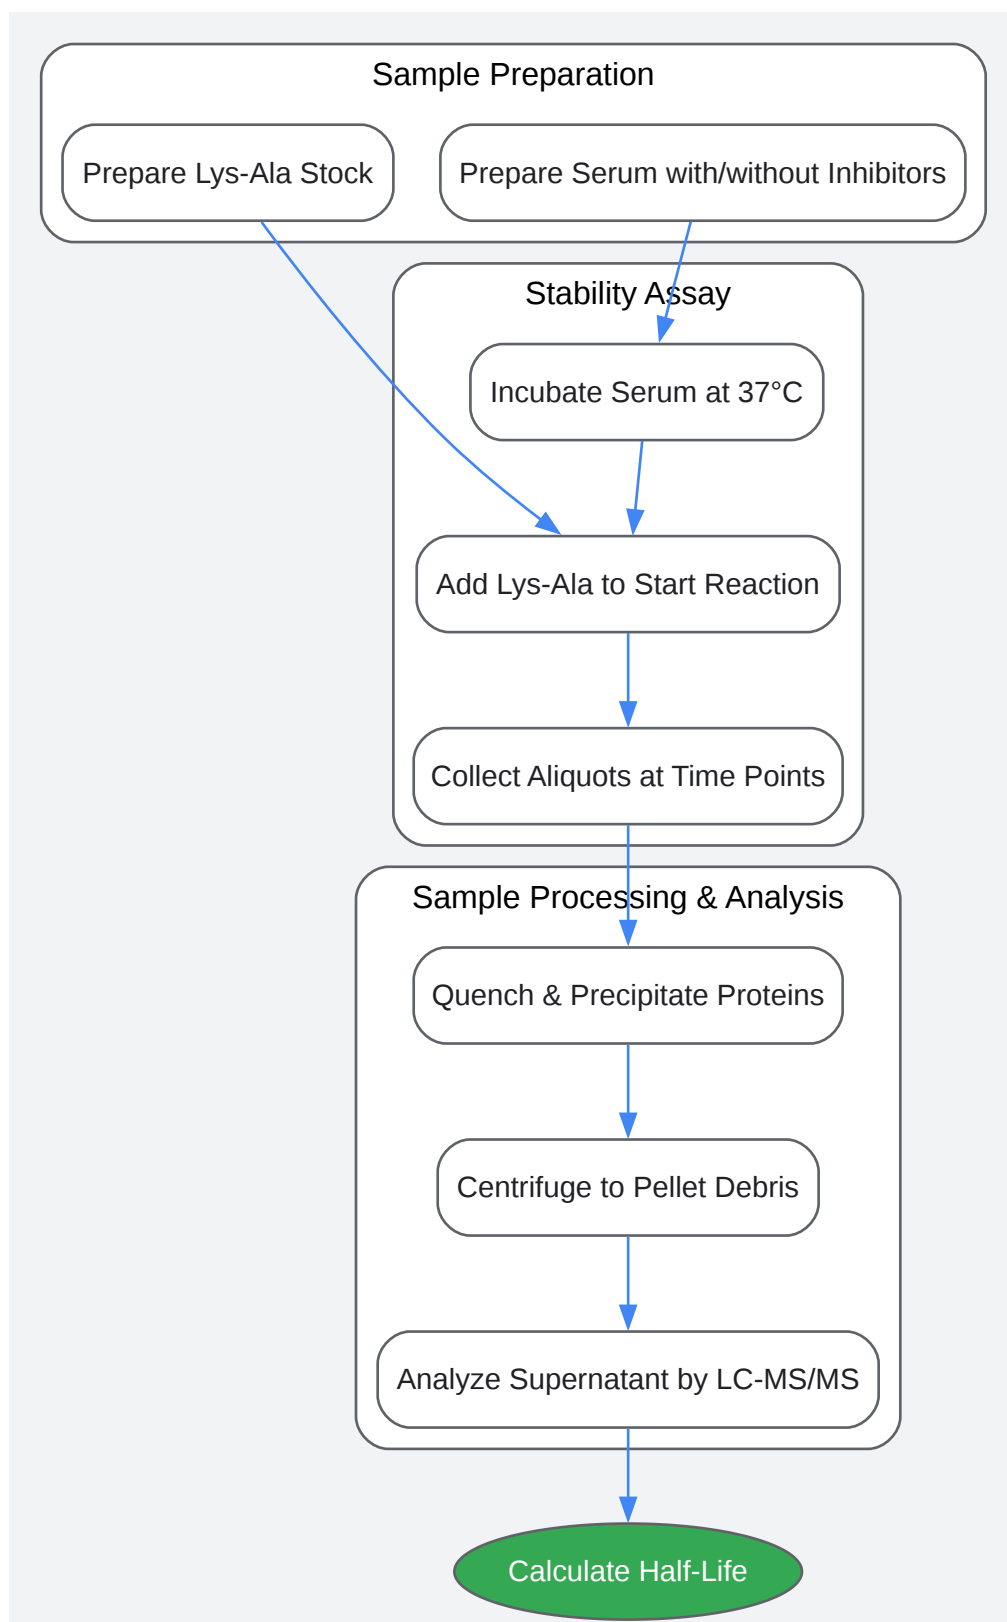 Sample Preparation
Prepare Lys-Ala Stock
Prepare Serum with/without Inhibitors
Stability Assay
Incubate Serum at 37°C
Add Lys-Ala to Start Reaction
Collect Aliquots at Time Points
Sample Processing & Analysis
Quench & Precipitate Proteins
Centrifuge to Pellet Debris
Analyze Supernatant by LC-MS/MS
Calculate Half-Life